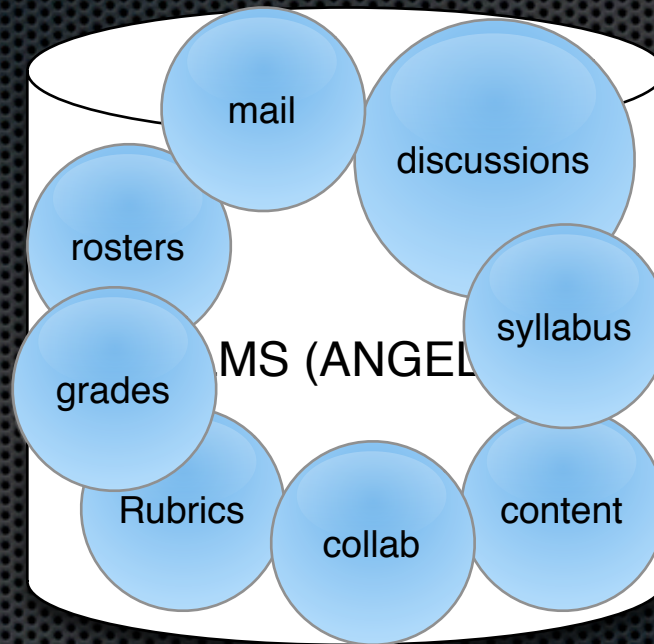 mail
discussions
rosters
syllabus
MS (ANGEL
grades
Rubrics
content
collab